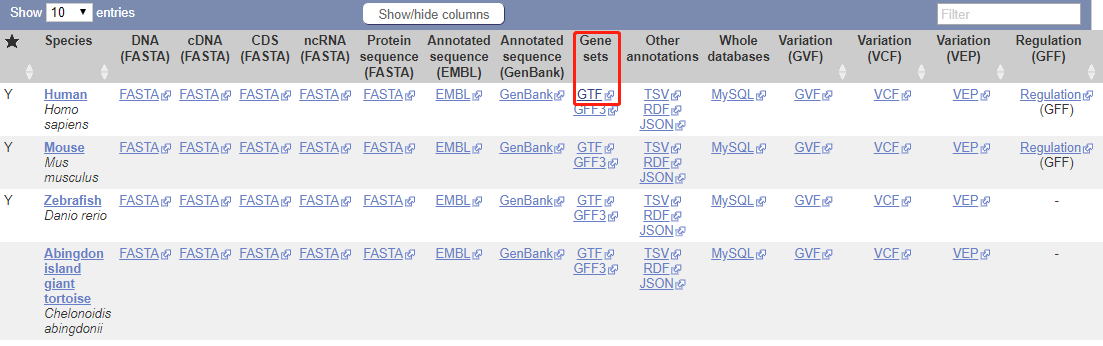 Show 10 entries Show/hide columns Filter
★ Species DNA (FASTA) cDNA (FASTA) CDS (FASTA) ncRNA (FASTA) Protein sequence (FASTA) Annotated sequence (EMBL) Annotated sequence (GenBank) Gene sets Other annotations Whole databases Variation (GVF) Variation (VCF) Variation (VEP) Regulation (GFF)
Y Human FASTA FASTA FASTA FASTA FASTA EMBL GenBank GTF TSV MySQL GVF VCF VEP Regulation
Homo GFF3 RDF (GFF)
sapiens JSON
Y Mouse FASTA FASTA FASTA FASTA FASTA EMBL GenBank GTF TSV MySQL GVF VCF VEP Regulation
Mus GFF3 RDF (GFF)
musculus JSON
Y Zebrafish FASTA FASTA FASTA FASTA FASTA EMBL GenBank GTF TSV MySQL GVF VCF VEP -
Danio rerio GFF3 RDF
JSON
Abingdon FASTA FASTA FASTA FASTA FASTA EMBL GenBank GTF TSV MySQL GVF VCF VEP -
island GFF3 RDF
giant JSON
tortoise
Chelonoidis
abingdonii